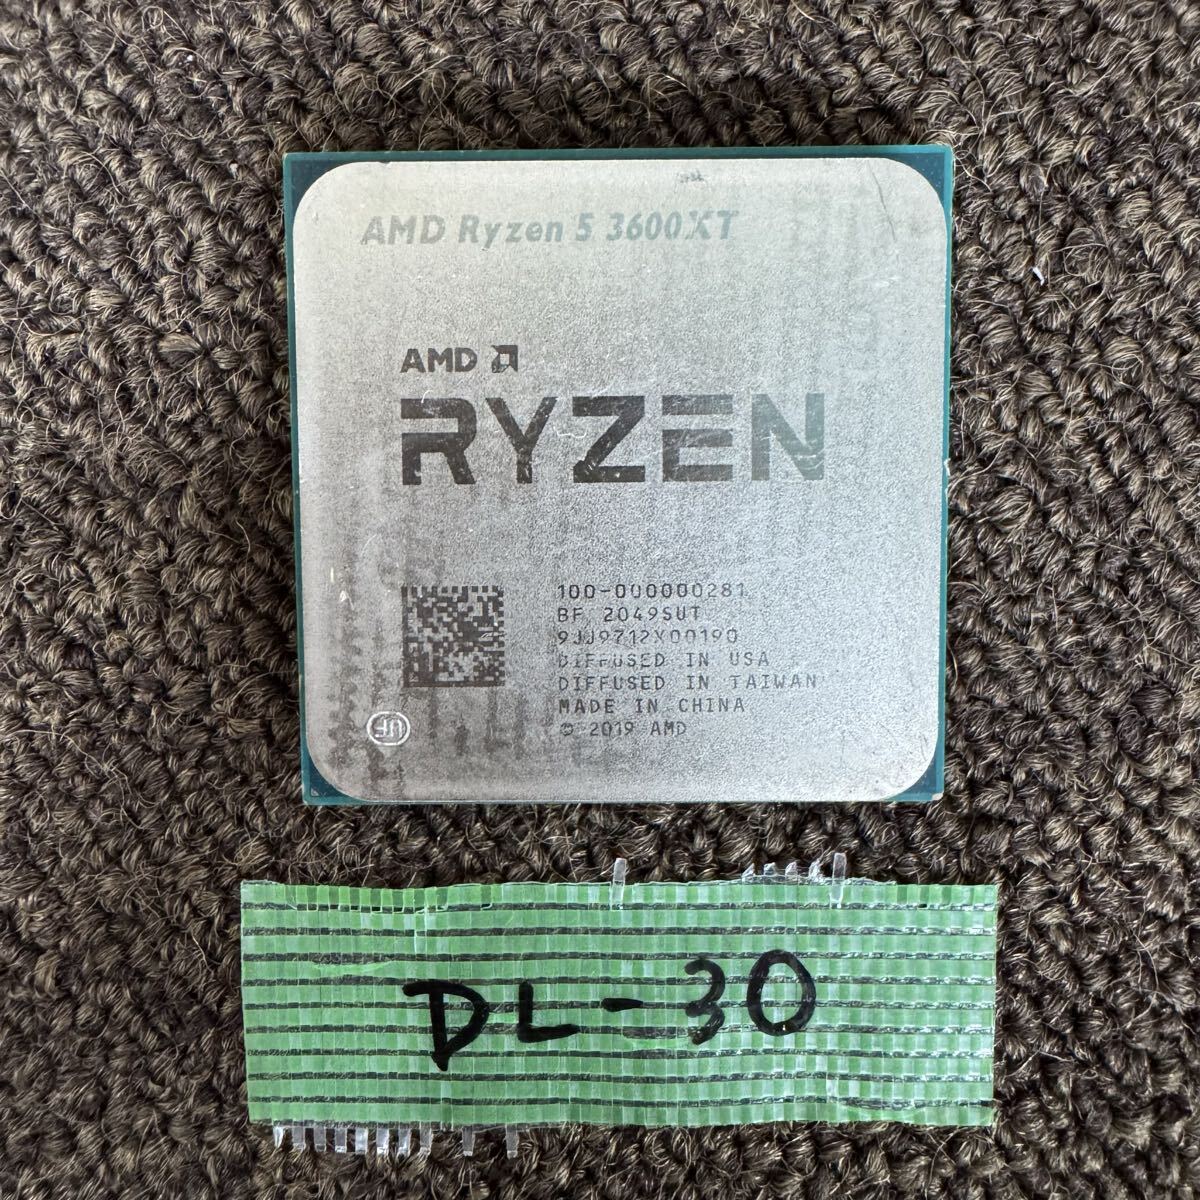 AMD Ryzen 5 3600XT
AMD
RYZEN
100-000000281
BF 2049SUT
9JJ9712X00190
DIFFUSED IN USA
DIFFUSED IN TAIWAN
MADE IN CHINA
© 2019 AMD
UF
DL-30